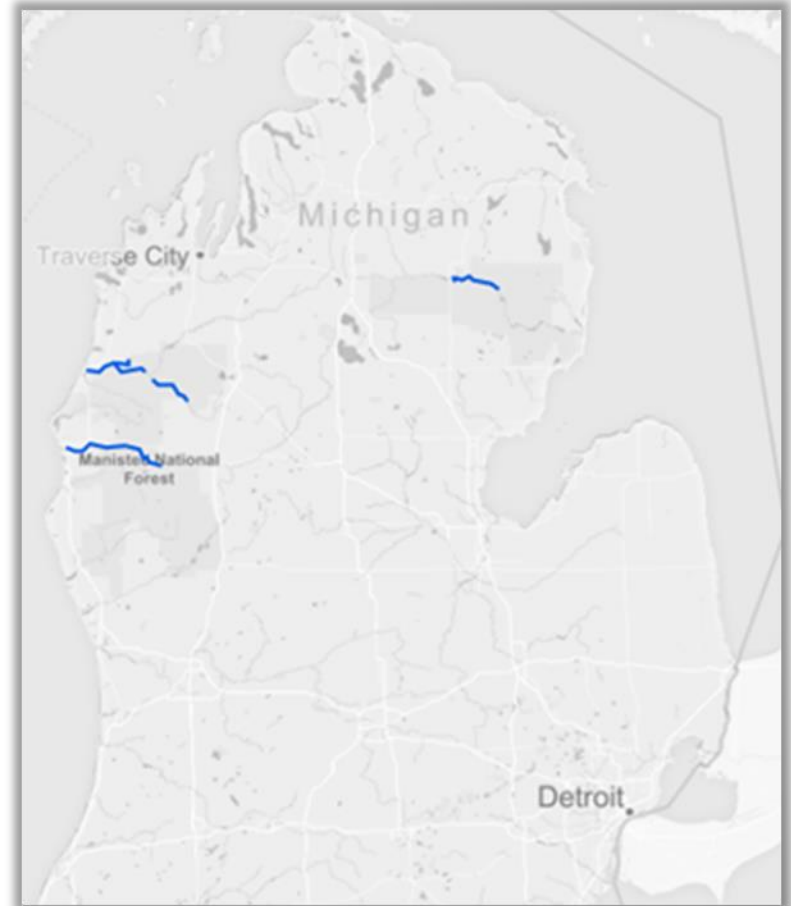 Michigan
Traverse City
Manistee National
Forest
Detroit